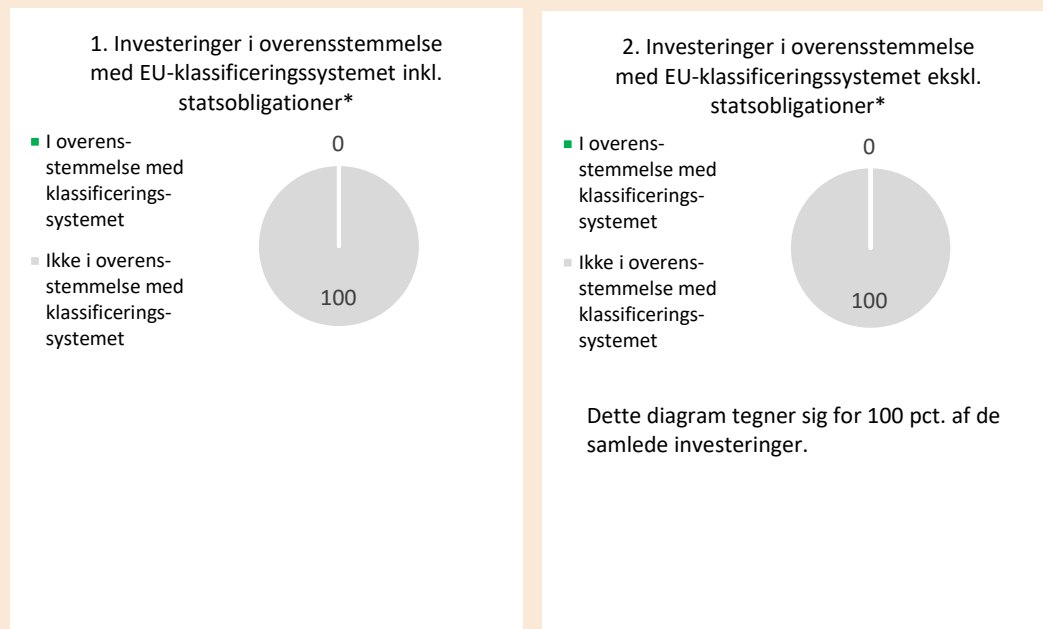 1. Investeringer i overensstemmelse
med EU-klassificeringssystemet inkl.
statsobligationer*
I overens-
stemmelse med
klassificerings-
systemet
Ikke i overens-
stemmelse med
klassificerings-
systemet
0
100
2. Investeringer i overensstemmelse
med EU-klassificeringssystemet ekskl.
statsobligationer*
I overens-
stemmelse med
klassificerings-
systemet
Ikke i overens-
stemmelse med
klassificerings-
systemet
0
100
Dette diagram tegner sig for 100 pct. af de
samlede investeringer.